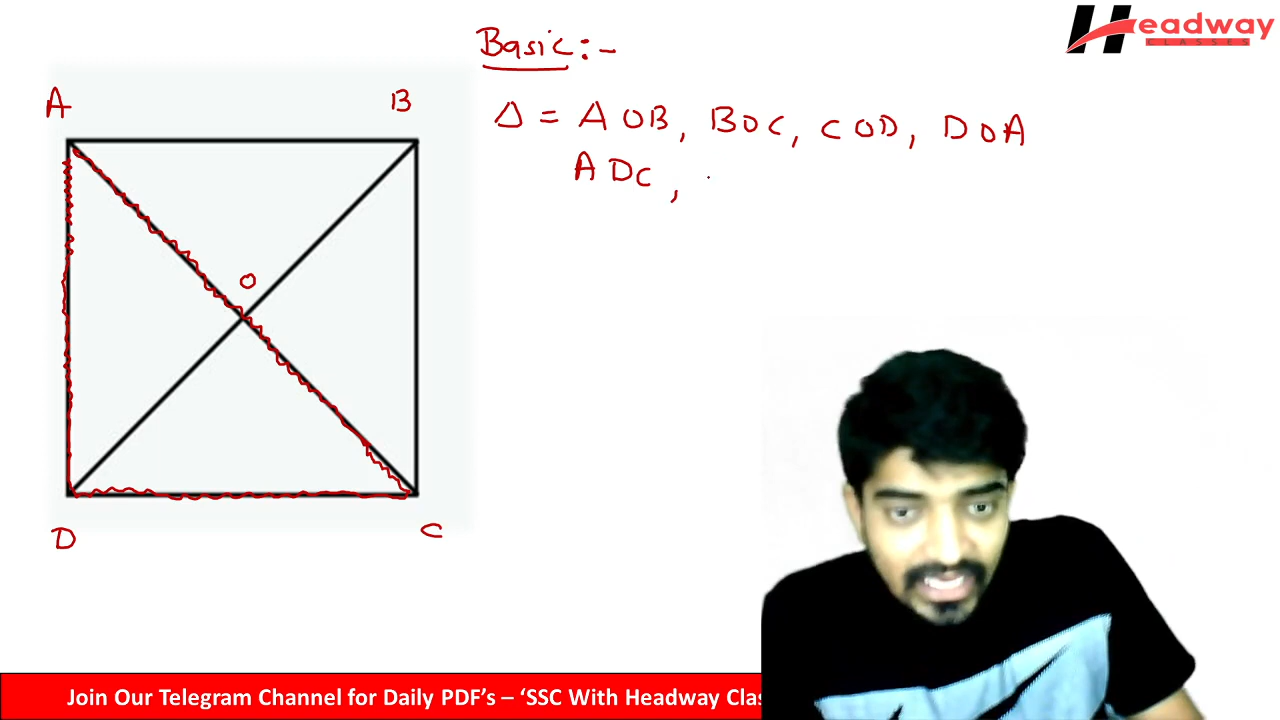 Headway
CLASSES
Basic:-
A
B
Δ = AOB, BOC, COD, DOA
ADC,
O
D
C
Join Our Telegram Channel for Daily PDF's – 'SSC With Headway Clas